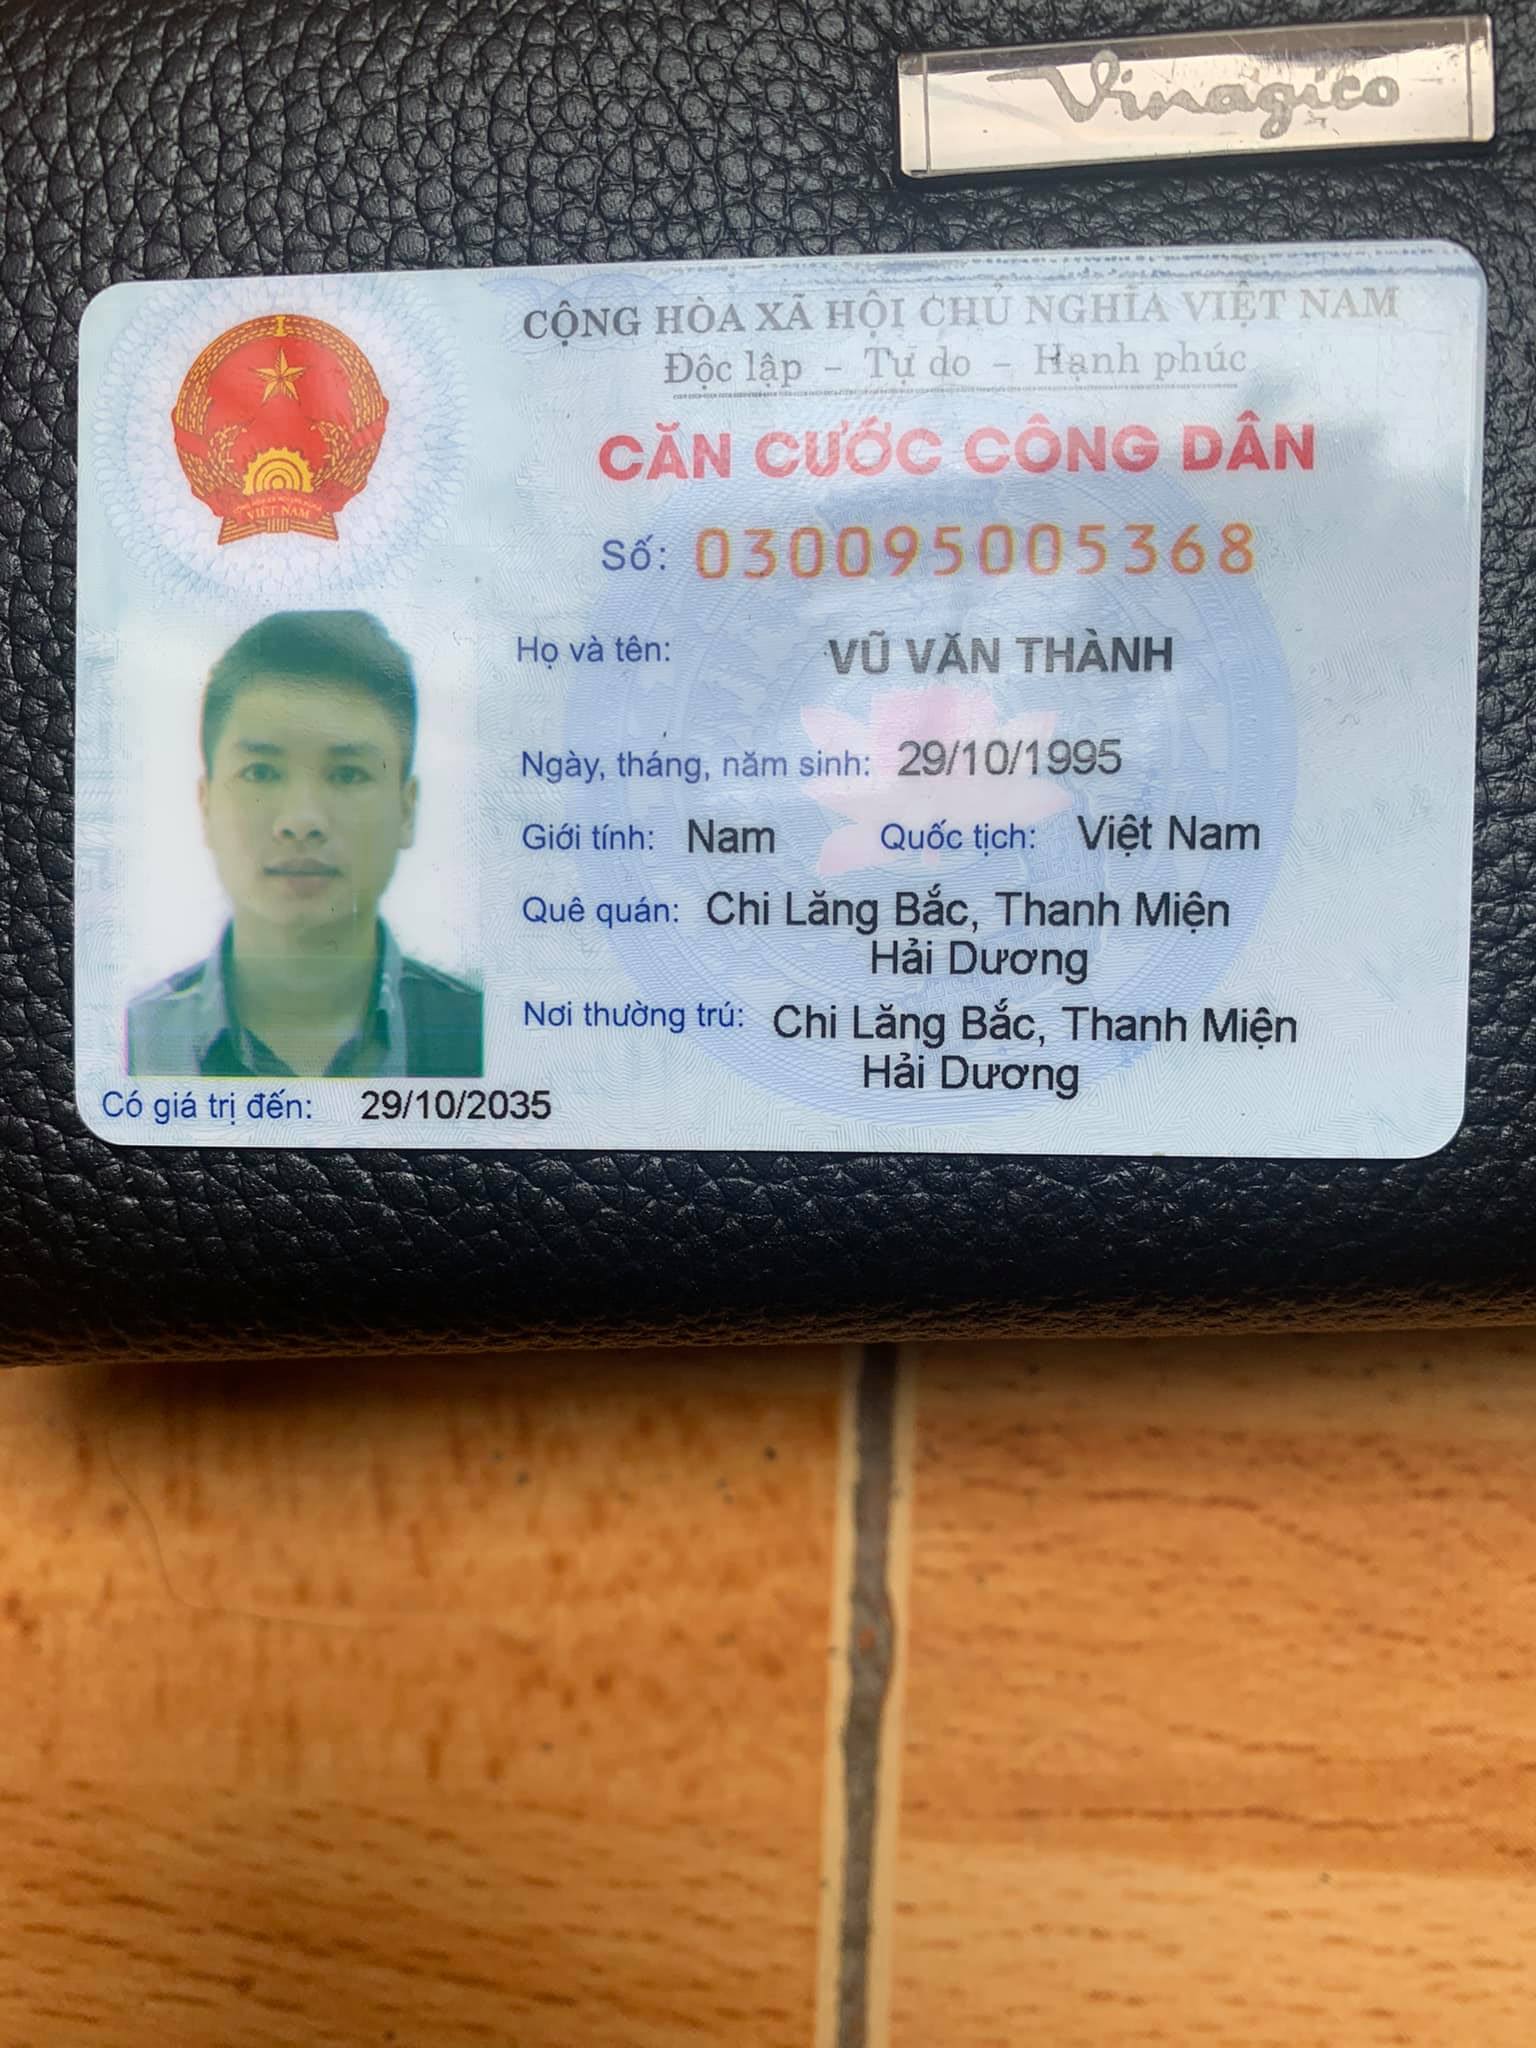 Vinagico
CỘNG HÒA XÃ HỘI CHỦ NGHĨA VIỆT NAM
Độc lập - Tự do - Hạnh phúc
CĂN CƯỚC CÔNG DÂN
Số: 030095005368
Họ và tên: VŨ VĂN THÀNH
Ngày, tháng, năm sinh: 29/10/1995
Giới tính: Nam Quốc tịch: Việt Nam
Quê quán: Chi Lăng Bắc, Thanh Miện
Hải Dương
Nơi thường trú: Chi Lăng Bắc, Thanh Miện
Hải Dương
Có giá trị đến: 29/10/2035
VIỆT NAM